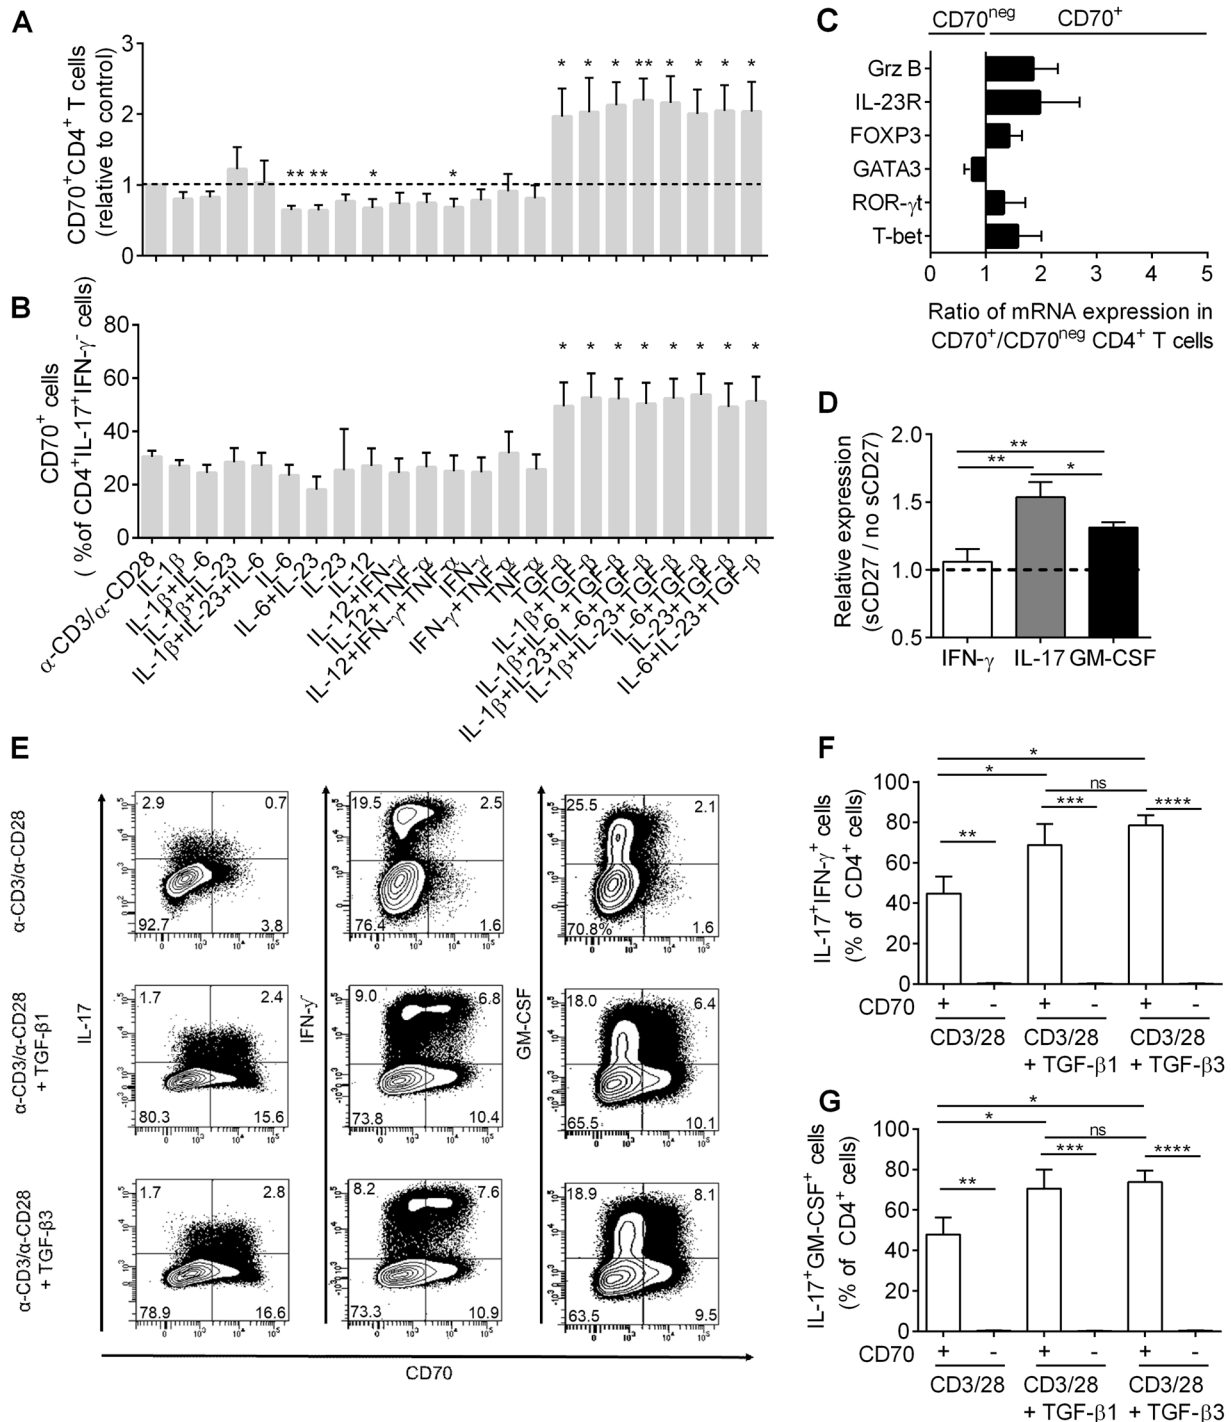 A
CD70+CD4+ T cells
(relative to control)
3
2
1
0
* * * ** * * * *
** ** * *
B
CD70+ cells
( %of CD4+IL-17+IFN-γ- cells)
80
60
40
20
0
* * * * * * * *
α-CD3/α-CD28
IL-1β
IL-1β+IL-6
IL-1β+IL-23
IL-1β+IL-23+IL-6
IL-6
IL-6+IL-23
IL-23
IL-12
IL-12+IFN-γ
IL-12+TNF-α
IL-12+IFN-γ+TNF-α
IFN-γ
IFN-γ+TNF-α
TNF-α
TGF-β
IL-1β+TGF-β
IL-1β+IL-6 +TGF-β
IL-1β+IL-23+IL-6 +TGF-β
IL-1β+IL-23+TGF-β
IL-6 +TGF-β
IL-23+TGF-β
IL-6+IL-23+TGF-β
C
CD70neg CD70+
Grz B
IL-23R
FOXP3
GATA3
ROR-γt
T-bet
0 1 2 3 4 5
Ratio of mRNA expression in
CD70+/CD70neg CD4+ T cells
D
Relative expression
(sCD27 / no sCD27)
2.0
1.5
1.0
0.5
**
** *
IFN-γ IL-17 GM-CSF
E
α-CD3/α-CD28
IL-17
IFN-γ
GM-CSF
2.9 0.7
92.7 3.8
19.5 2.5
76.4 1.6
25.5 2.1
70.8% 1.6
α-CD3/α-CD28
+ TGF-β1
1.7 2.4
80.3 15.6
9.0 6.8
73.8 10.4
18.0 6.4
65.5 10.1
α-CD3/α-CD28
+ TGF-β3
1.7 2.8
78.9 16.6
8.2 7.6
73.3 10.9
18.9 8.1
63.5 9.5
CD70
F
IL-17+IFN-γ+ cells
(% of CD4+ cells)
100
80
60
40
20
0
*
* ns
** *** ****
CD70 + - + - + -
CD3/28 CD3/28 CD3/28
+ TGF-β1 + TGF-β3
G
IL-17+GM-CSF+ cells
(% of CD4+ cells)
100
80
60
40
20
0
*
* ns
** *** ****
CD70 + - + - + -
CD3/28 CD3/28 CD3/28
+ TGF-β1 + TGF-β3